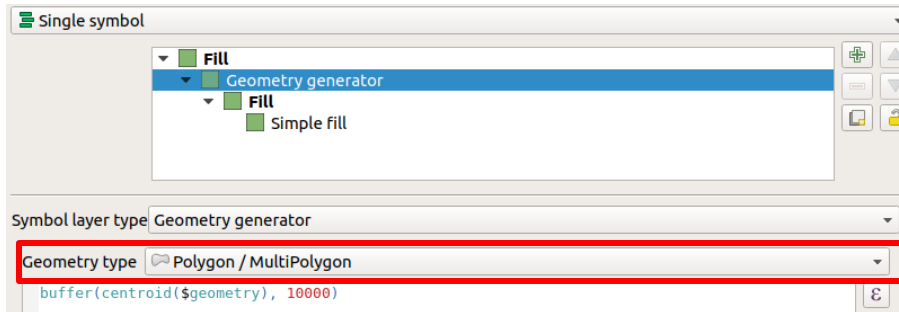 Single symbol
Fill
Geometry generator
Fill
Simple fill
Symbol layer type Geometry generator
Geometry type Polygon / MultiPolygon
buffer(centroid($geometry), 10000)
ε